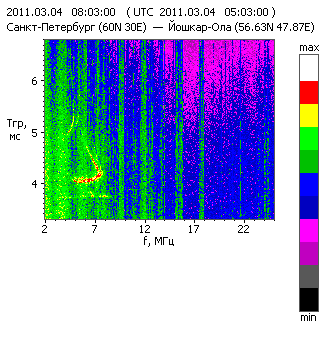 2011.03.04 08:03:00 (UTC 2011.03.04 05:03:00)
Санкт-Петербург (60N 30E) — Йошкар-Ола (56.63N 47.87E)
max
6
Tгр,
мс
5
4
2 7 12 17 22
f, МГц
min